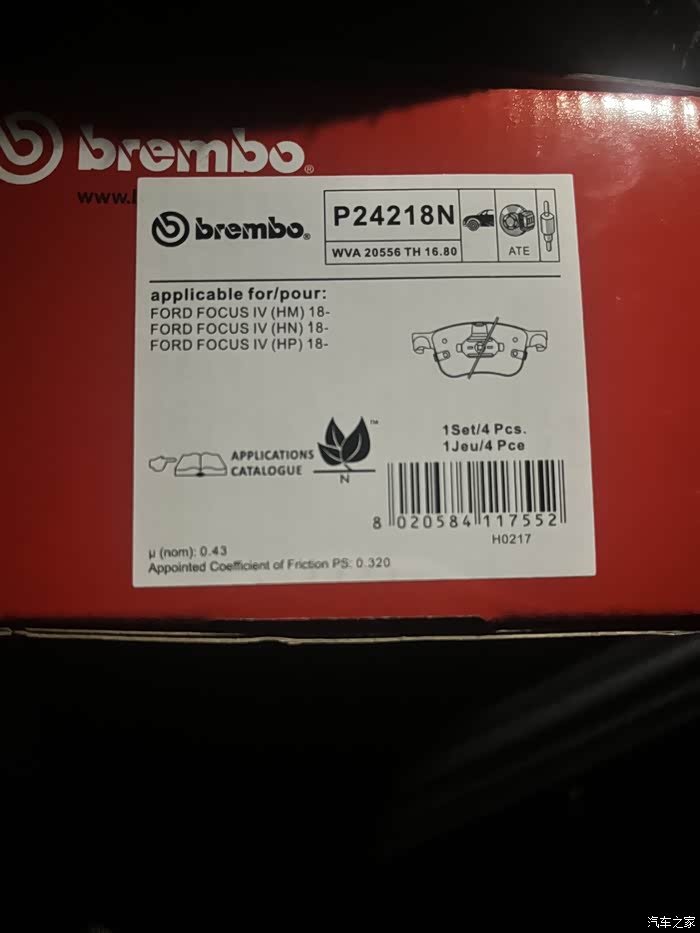 brembo®
www.
brembo®
P24218N
WVA 20556 TH 16.80
ATE
applicable for/pour:
FORD FOCUS IV (HM) 18-
FORD FOCUS IV (HN) 18-
FORD FOCUS IV (HP) 18-
™
APPLICATIONS
CATALOGUE
N
1Set/4 Pcs.
1Jeu/4 Pce
8 020584 117552
H0217
μ (nom): 0.43
Appointed Coefficient of Friction PS: 0.320
汽车之家